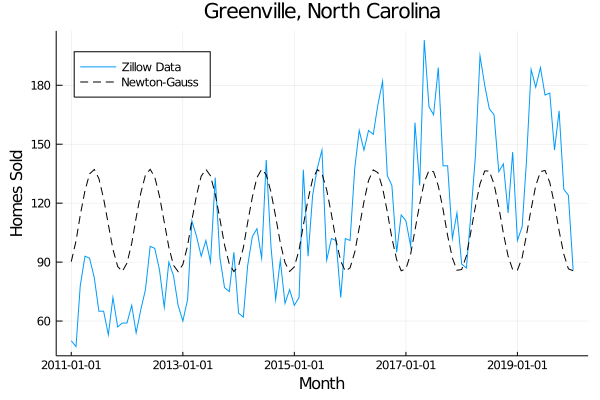 Greenville, North Carolina
Zillow Data
Newton-Gauss
Homes Sold
180
150
120
90
60
2011-01-01 2013-01-01 2015-01-01 2017-01-01 2019-01-01
Month